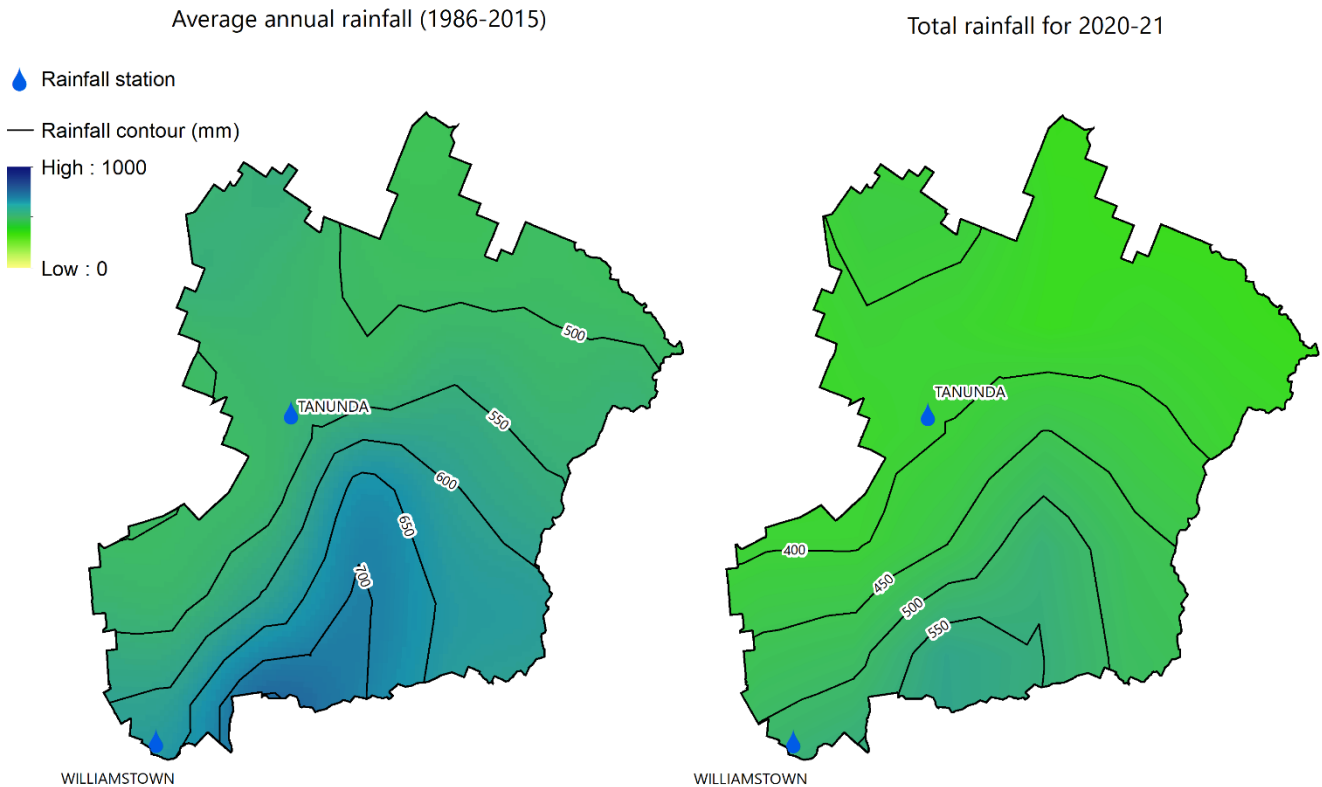 Average annual rainfall (1986-2015)
Total rainfall for 2020-21
Rainfall station
Rainfall contour (mm)
High : 1000
Low : 0
500
TANUNDA
550
600
650
700
WILLIAMSTOWN
TANUNDA
400
450
500
550
WILLIAMSTOWN